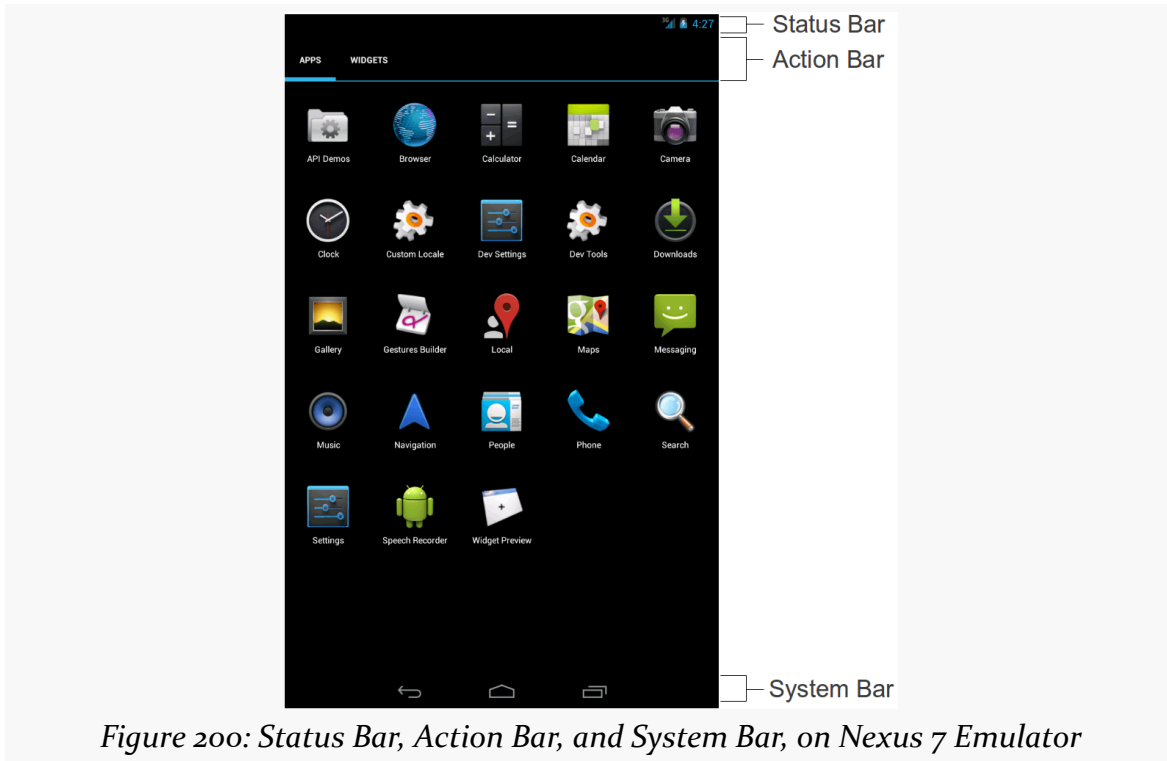 3G 4:27 Status Bar
Action Bar
APPS WIDGETS
API Demos Browser Calculator Calendar Camera
Clock Custom Locale Dev Settings Dev Tools Downloads
Gallery Gestures Builder Local Maps Messaging
Music Navigation People Phone Search
Settings Speech Recorder Widget Preview
System Bar
Figure 200: Status Bar, Action Bar, and System Bar, on Nexus 7 Emulator